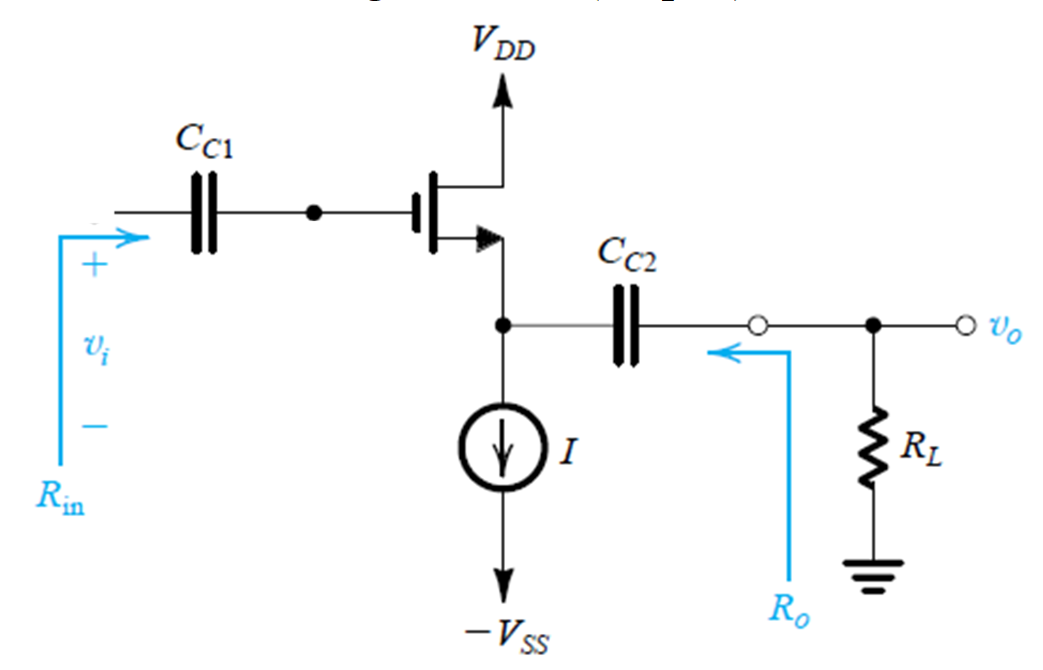 V_DD
C_C1
C_C2
+
v_i
−
v_o
I
R_L
R_in
R_o
−V_SS